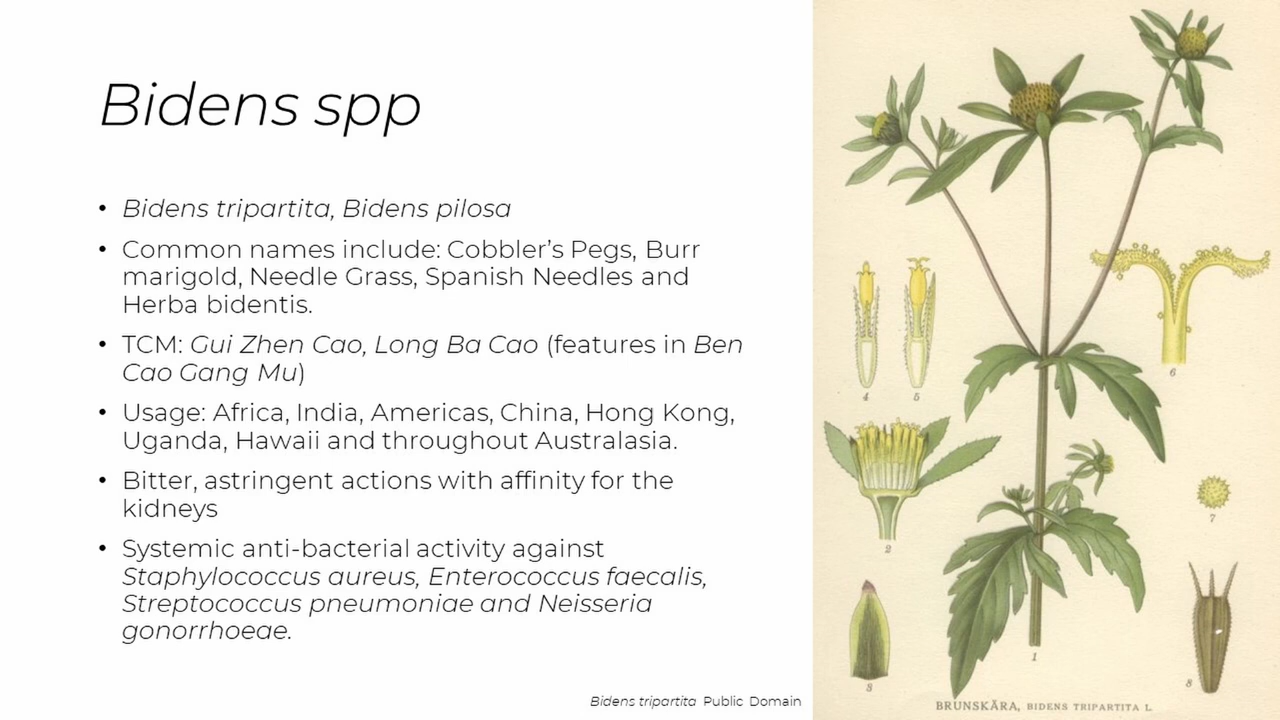 Bidens spp
• Bidens tripartita, Bidens pilosa
• Common names include: Cobbler’s Pegs, Burr
marigold, Needle Grass, Spanish Needles and
Herba bidentis.
• TCM: Gui Zhen Cao, Long Ba Cao (features in Ben
Cao Gang Mu)
• Usage: Africa, India, Americas, China, Hong Kong,
Uganda, Hawaii and throughout Australasia.
• Bitter, astringent actions with affinity for the
kidneys
• Systemic anti-bacterial activity against
Staphylococcus aureus, Enterococcus faecalis,
Streptococcus pneumoniae and Neisseria
gonorrhoeae.
Bidens tripartita Public Domain
4
5
6
2
7
3
1
8
BRUNSKÄRA, BIDENS TRIPARTITA L.